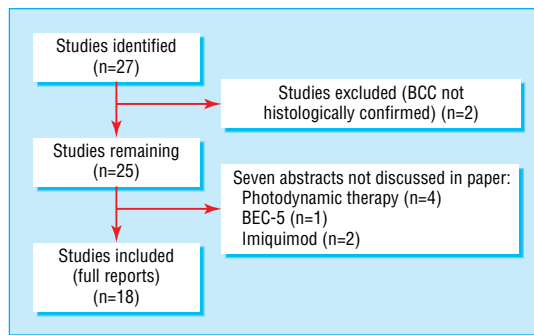 Studies identified
(n=27)
Studies excluded (BCC not
histologically confirmed) (n=2)
Studies remaining
(n=25)
Seven abstracts not discussed in paper:
Photodynamic therapy (n=4)
BEC-5 (n=1)
Imiquimod (n=2)
Studies included
(full reports)
(n=18)